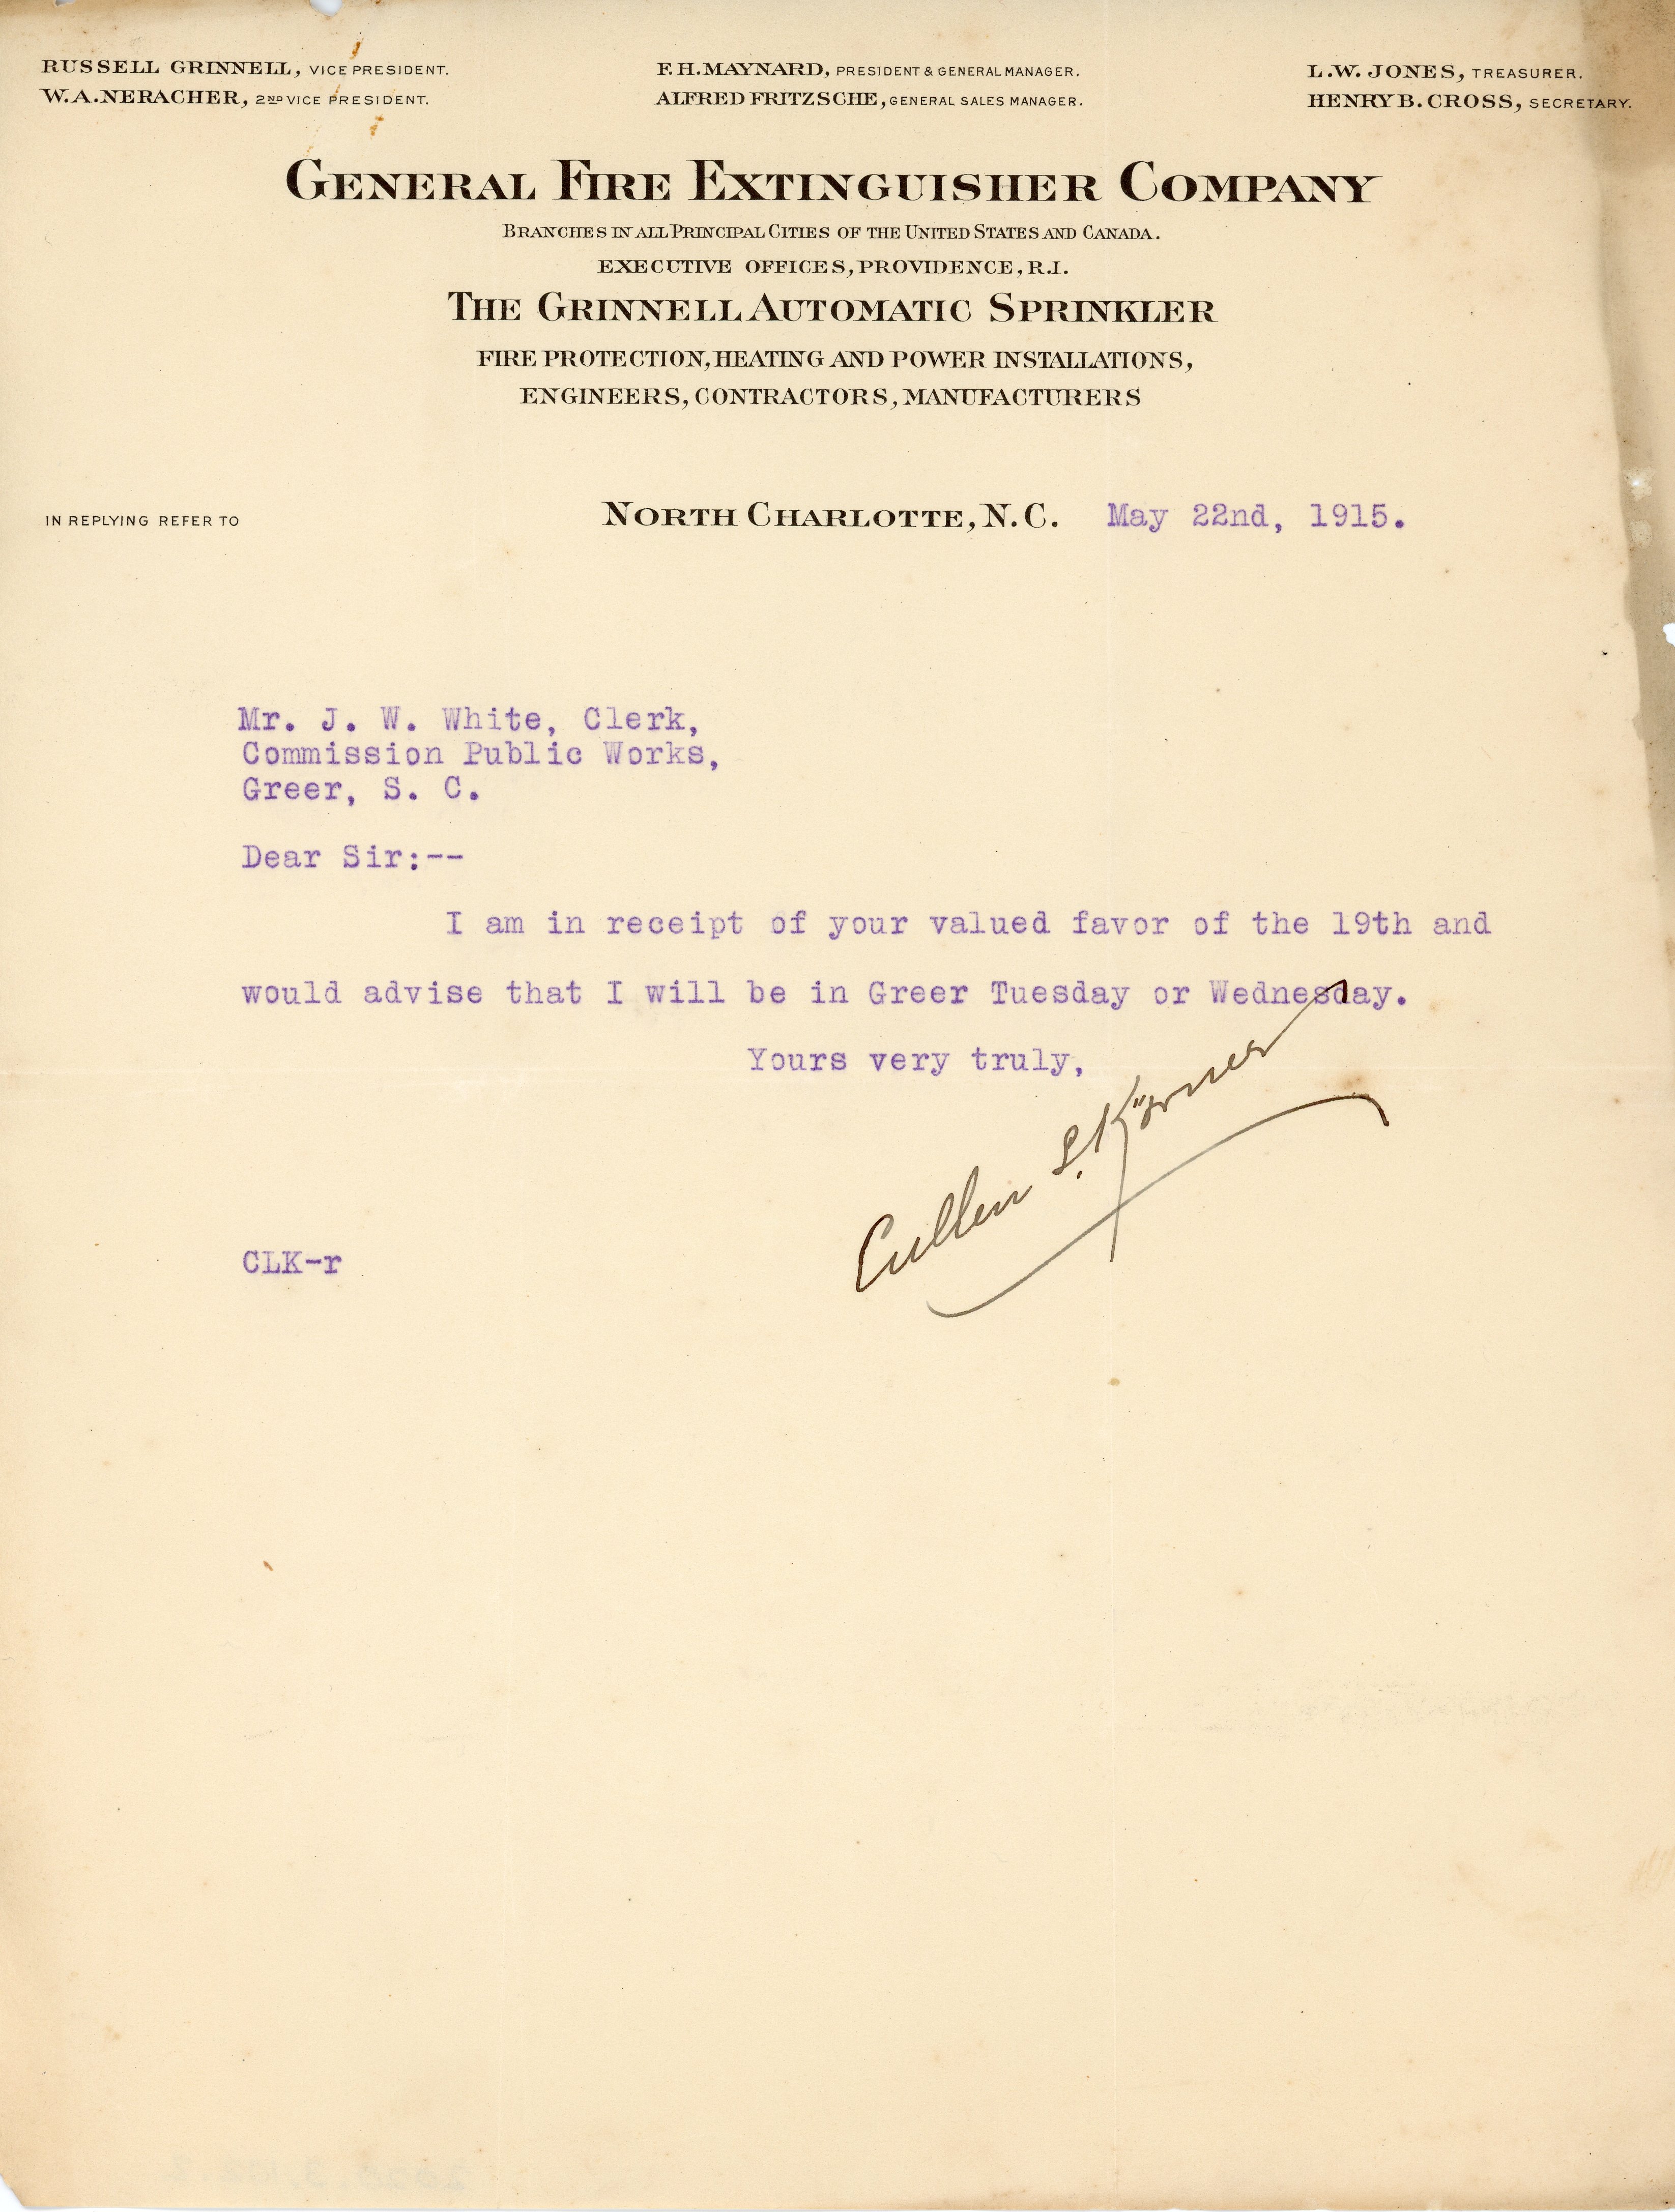 RUSSELL GRINNELL, VICE PRESIDENT.
W.A. NERACHER, 2ND VICE PRESIDENT.
F.H. MAYNARD, PRESIDENT & GENERAL MANAGER.
ALFRED FRITZSCHE, GENERAL SALES MANAGER.
L.W. JONES, TREASURER.
HENRY B. CROSS, SECRETARY.
GENERAL FIRE EXTINGUISHER COMPANY
BRANCHES IN ALL PRINCIPAL CITIES OF THE UNITED STATES AND CANADA.
EXECUTIVE OFFICES, PROVIDENCE, R.I.
THE GRINNELL AUTOMATIC SPRINKLER
FIRE PROTECTION, HEATING AND POWER INSTALLATIONS,
ENGINEERS, CONTRACTORS, MANUFACTURERS
IN REPLYING REFER TO
NORTH CHARLOTTE, N.C. May 22nd, 1915.
Mr. J. W. White, Clerk,
Commission Public Works,
Greer, S. C.
Dear Sir:--
I am in receipt of your valued favor of the 19th and
would advise that I will be in Greer Tuesday or Wednesday.
Yours very truly,
Cullen L. Körner
CLK-r